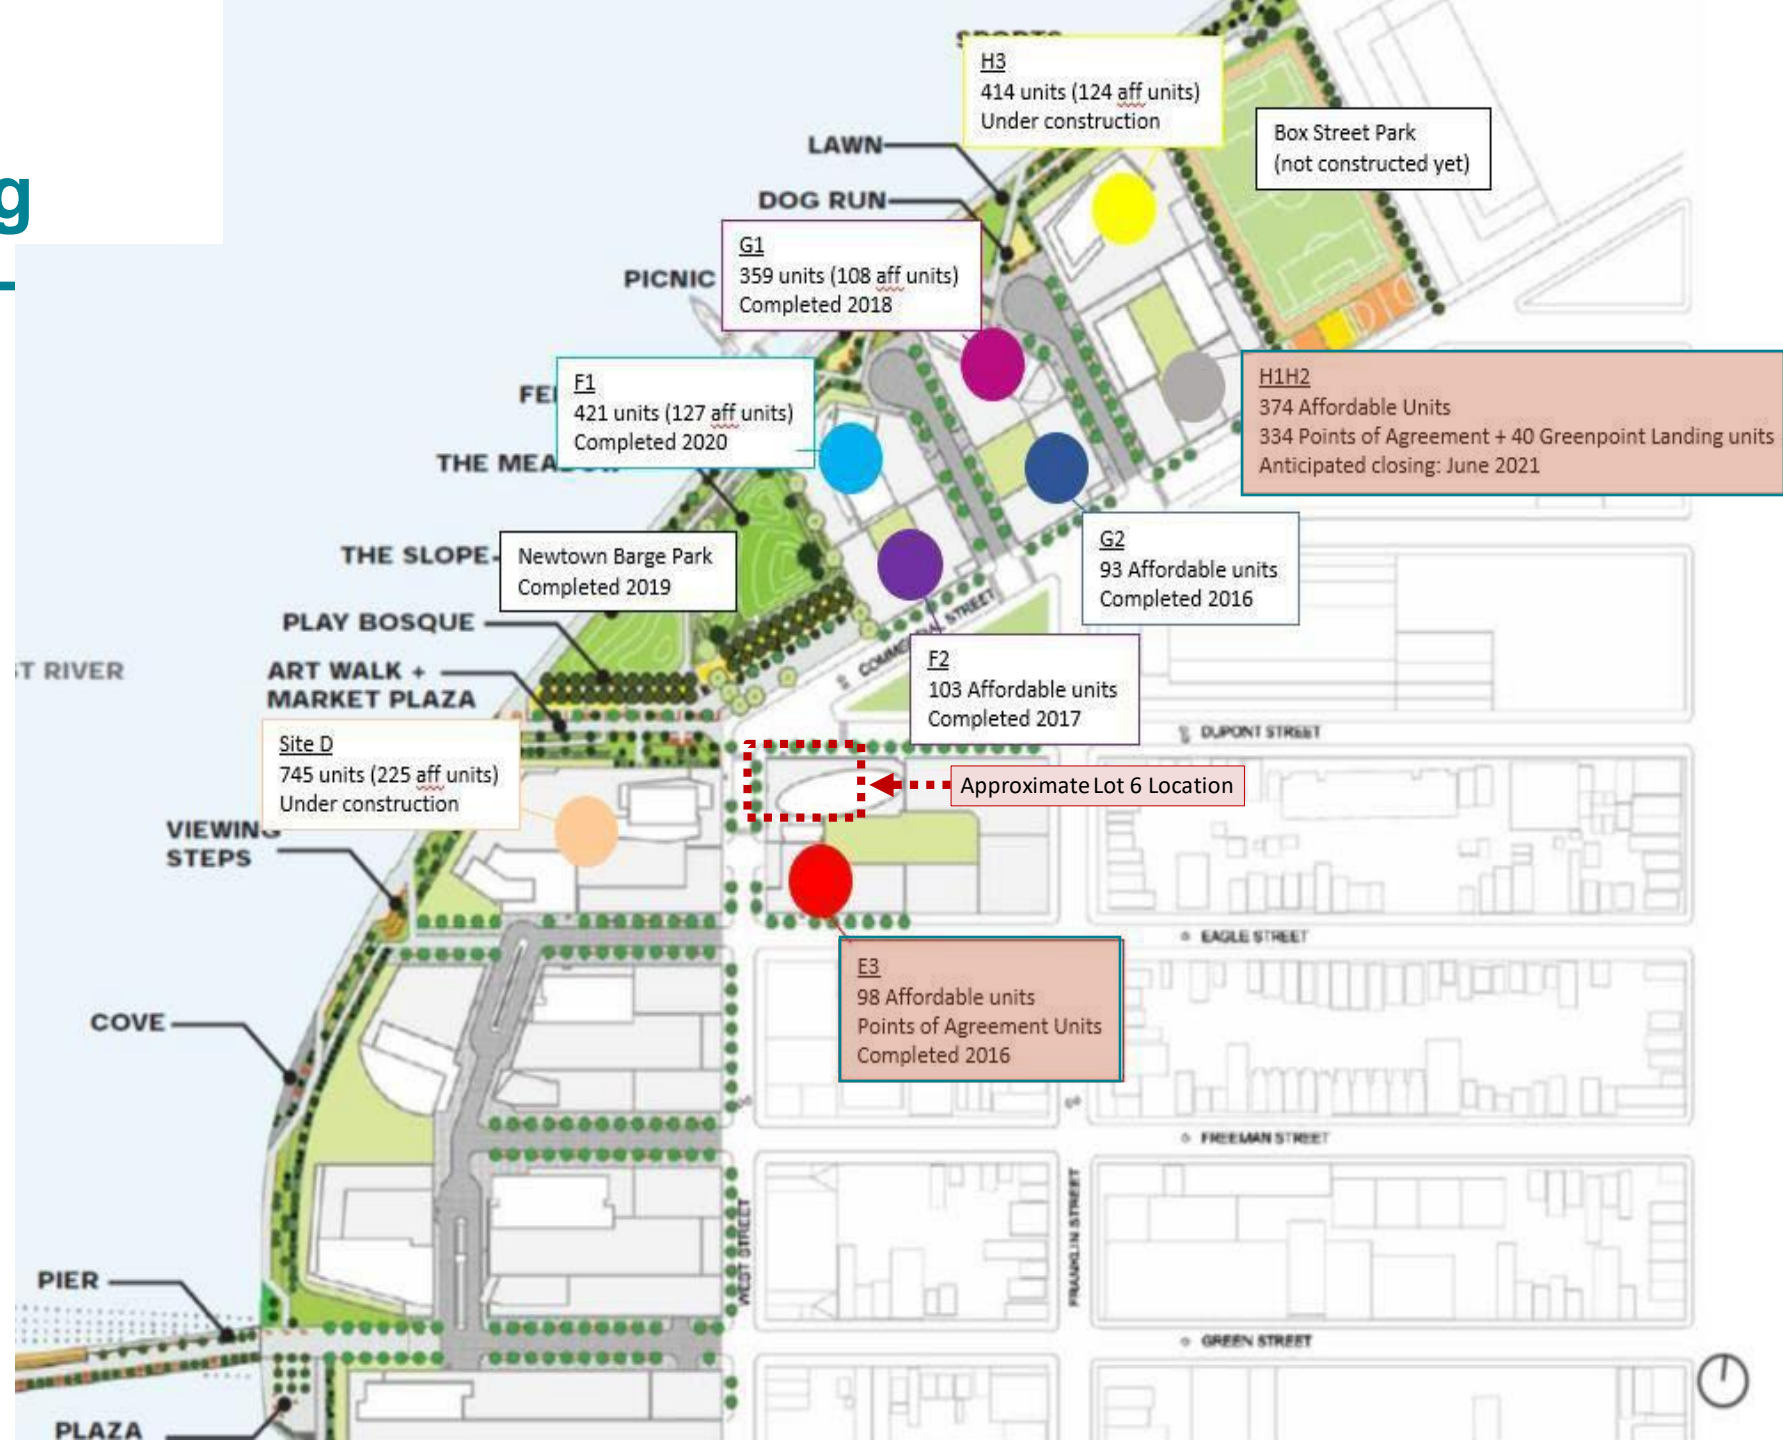 g
H3
414 units (124 aff units)
Under construction
Box Street Park
(not constructed yet)
LAWN
DOG RUN
G1
359 units (108 aff units)
Completed 2018
PICNIC
F1
421 units (127 aff units)
Completed 2020
H1H2
374 Affordable Units
334 Points of Agreement + 40 Greenpoint Landing units
Anticipated closing: June 2021
THE MEADOW
THE SLOPE
Newtown Barge Park
Completed 2019
G2
93 Affordable units
Completed 2016
PLAY BOSQUE
COMMERCIAL STREET
F2
103 Affordable units
Completed 2017
T RIVER
ART WALK +
MARKET PLAZA
DUPONT STREET
Site D
745 units (225 aff units)
Under construction
Approximate Lot 6 Location
VIEWING
STEPS
EAGLE STREET
E3
98 Affordable units
Points of Agreement Units
Completed 2016
COVE
FREEMAN STREET
WEST STREET
FRANKLIN STREET
PIER
GREEN STREET
PLAZA